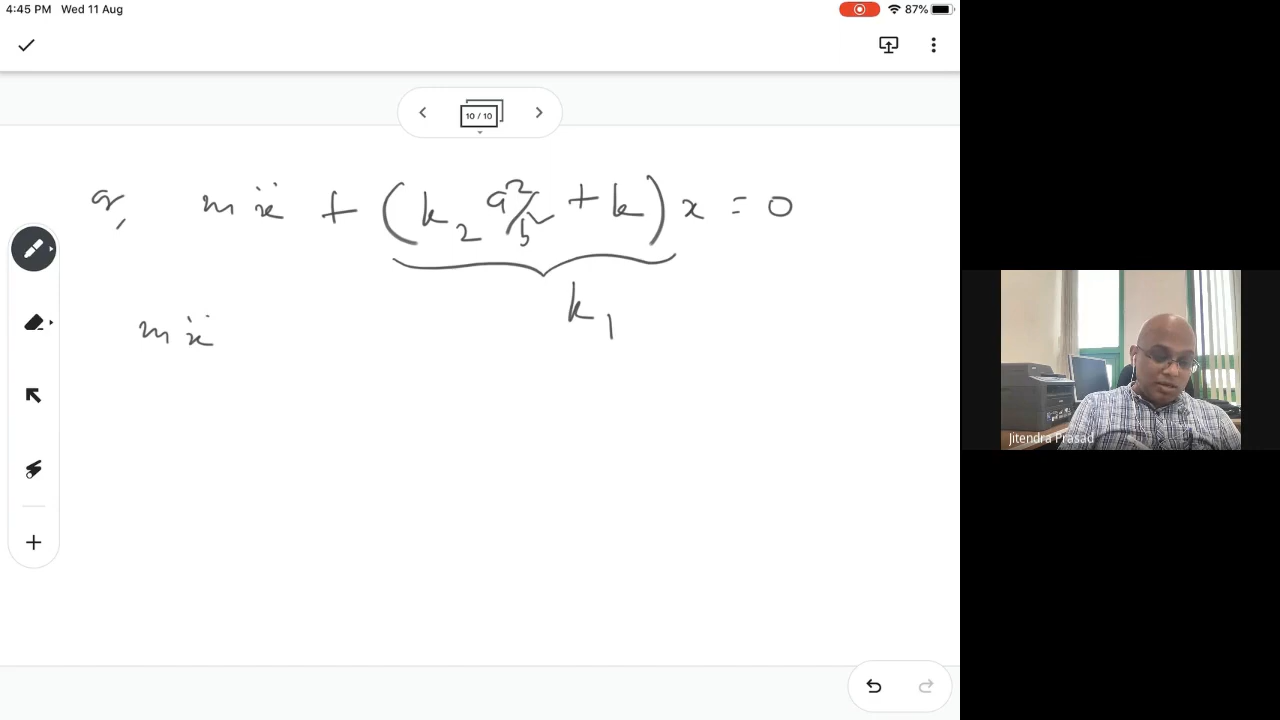 4:45 PM Wed 11 Aug
87%
10 / 10
or, mẍ + (k₂ a²/b² + k) x = 0
k₁
mẍ
Jitendra Prasad